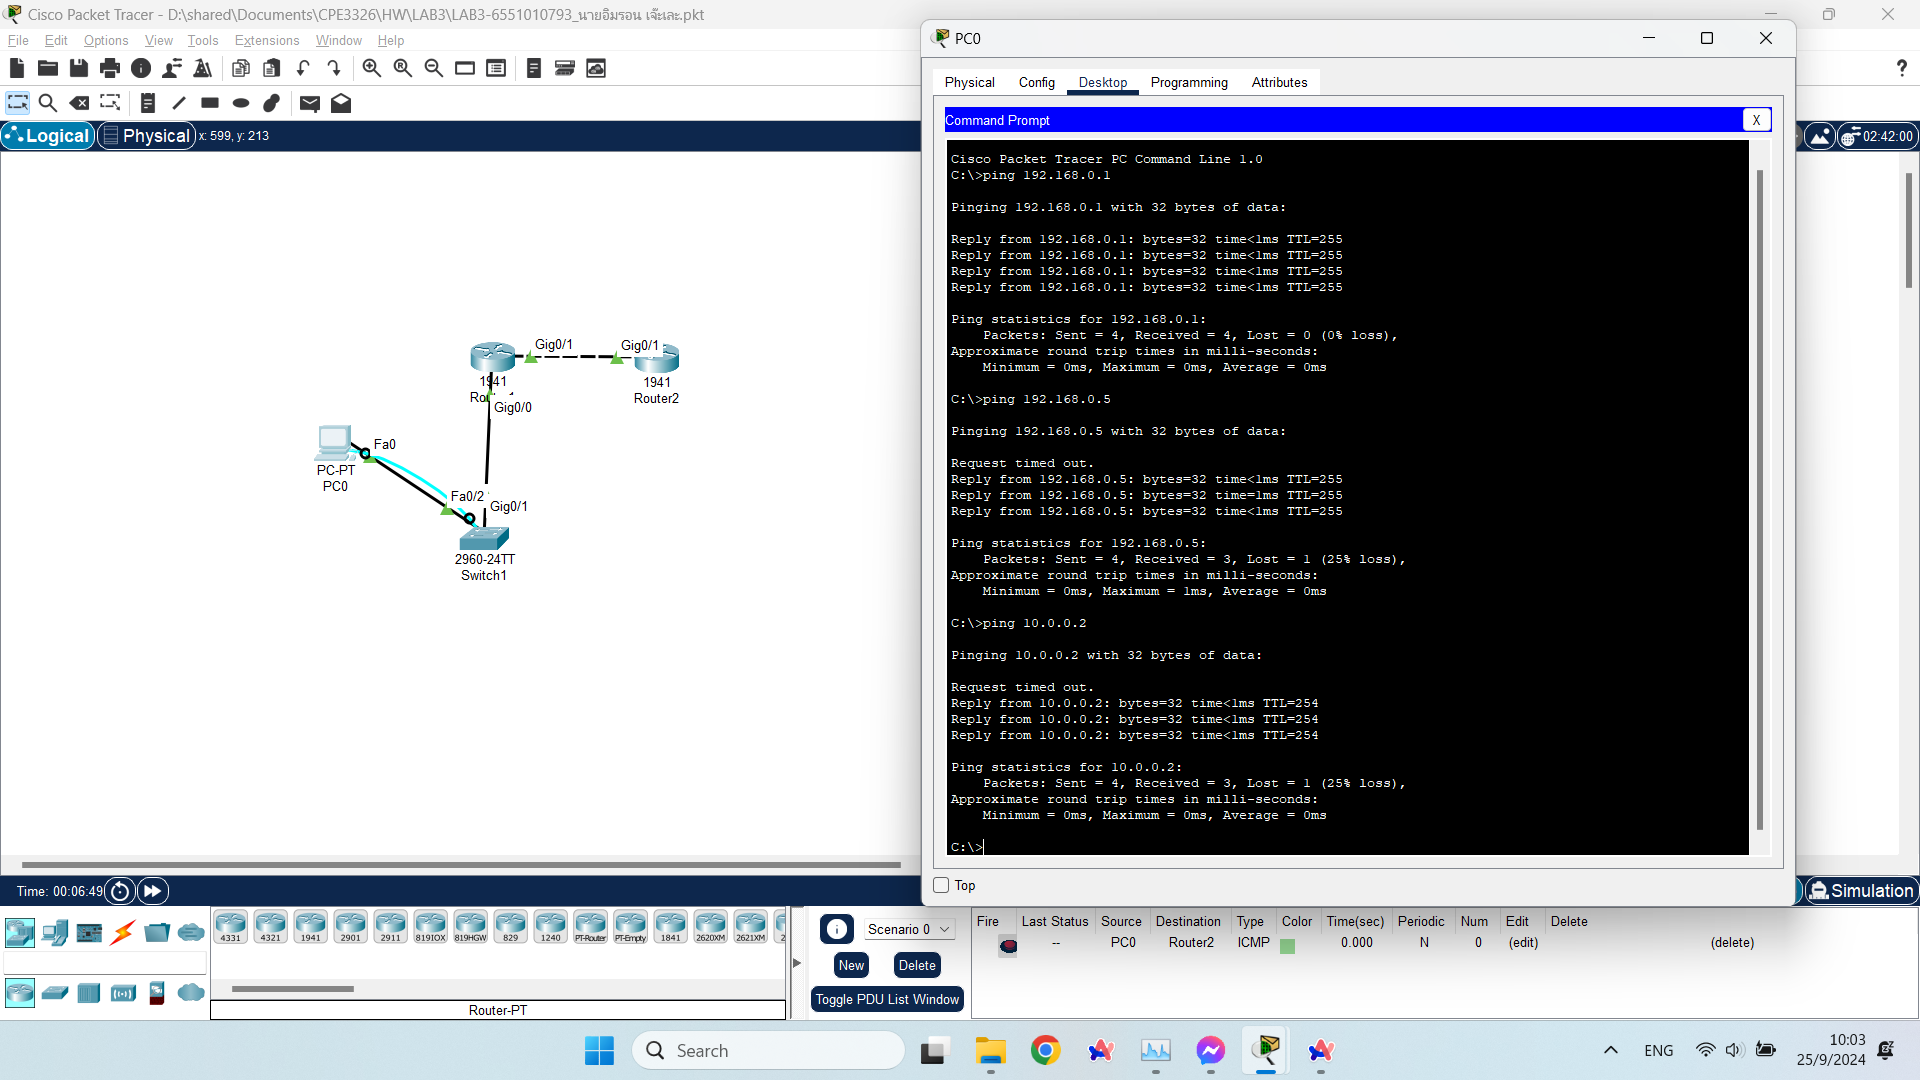 Cisco Packet Tracer - D:\shared\Documents\CPE3326\HW\LAB3\LAB3-6551010793_นายอิมรอน เจ๊ะเละ.pkt
File Edit Options View Tools Extensions Window Help
Logical Physical x: 599, y: 213
02:42:00
Gig0/1
Gig0/1
1941
1941
Router2
Gig0/0
Fa0
PC-PT
PC0
Fa0/2
Gig0/1
2960-24TT
Switch1
PC0
Physical Config Desktop Programming Attributes
Command Prompt X
Cisco Packet Tracer PC Command Line 1.0
C:\>ping 192.168.0.1
Pinging 192.168.0.1 with 32 bytes of data:
Reply from 192.168.0.1: bytes=32 time<1ms TTL=255
Reply from 192.168.0.1: bytes=32 time<1ms TTL=255
Reply from 192.168.0.1: bytes=32 time<1ms TTL=255
Reply from 192.168.0.1: bytes=32 time<1ms TTL=255
Ping statistics for 192.168.0.1:
Packets: Sent = 4, Received = 4, Lost = 0 (0% loss),
Approximate round trip times in milli-seconds:
Minimum = 0ms, Maximum = 0ms, Average = 0ms
C:\>ping 192.168.0.5
Pinging 192.168.0.5 with 32 bytes of data:
Request timed out.
Reply from 192.168.0.5: bytes=32 time<1ms TTL=255
Reply from 192.168.0.5: bytes=32 time=1ms TTL=255
Reply from 192.168.0.5: bytes=32 time<1ms TTL=255
Ping statistics for 192.168.0.5:
Packets: Sent = 4, Received = 3, Lost = 1 (25% loss),
Approximate round trip times in milli-seconds:
Minimum = 0ms, Maximum = 1ms, Average = 0ms
C:\>ping 10.0.0.2
Pinging 10.0.0.2 with 32 bytes of data:
Request timed out.
Reply from 10.0.0.2: bytes=32 time<1ms TTL=254
Reply from 10.0.0.2: bytes=32 time<1ms TTL=254
Reply from 10.0.0.2: bytes=32 time<1ms TTL=254
Ping statistics for 10.0.0.2:
Packets: Sent = 4, Received = 3, Lost = 1 (25% loss),
Approximate round trip times in milli-seconds:
Minimum = 0ms, Maximum = 0ms, Average = 0ms
C:\>
Top
Time: 00:06:49
Simulation
4331 4321 1941 2901 2911 819IOX 819HGW 829 1240 PT-Router PT-Empty 1841 2620XM 2621XM
Router-PT
Scenario 0
New Delete
Toggle PDU List Window
Fire Last Status Source Destination Type Color Time(sec) Periodic Num Edit Delete
-- PC0 Router2 ICMP 0.000 N 0 (edit) (delete)
Search
ENG
10:03
25/9/2024